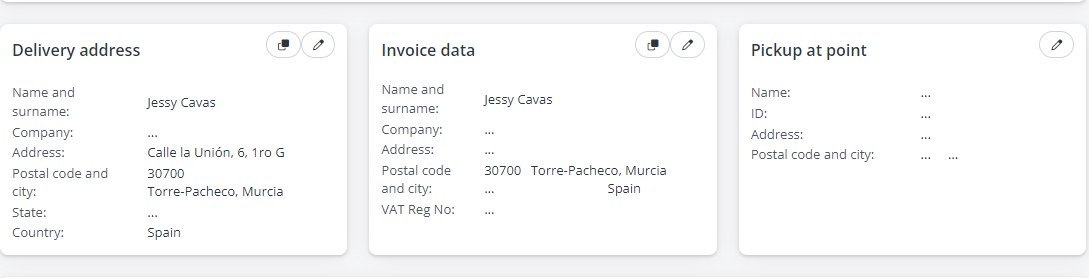 Delivery address
Name and
surname:
Jessy Cavas
Company:
...
Address:
Calle la Unión, 6, 1ro G
Postal code and
city:
30700
Torre-Pacheco, Murcia
State:
...
Country:
Spain
Invoice data
Name and
surname:
Jessy Cavas
Company:
...
Address:
...
Postal code
and city:
30700 Torre-Pacheco, Murcia
... Spain
VAT Reg No:
...
Pickup at point
Name:
...
ID:
...
Address:
...
Postal code and city:
... ...